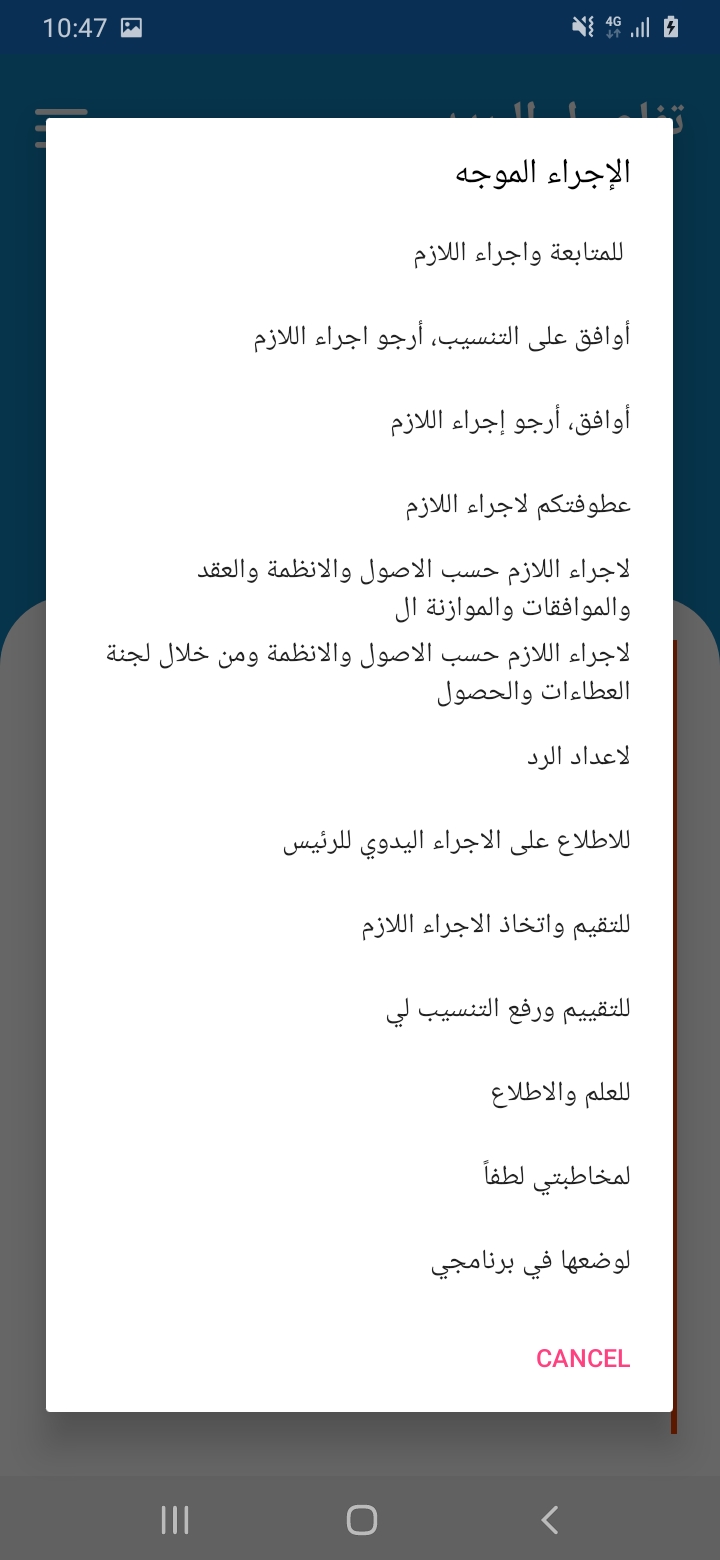 10:47
4G
الإجراء الموجه
للمتابعة واجراء اللازم
أوافق على التنسيب، أرجو اجراء اللازم
أوافق، أرجو إجراء اللازم
عطوفتكم لاجراء اللازم
لاجراء اللازم حسب الاصول والانظمة والعقد
والموافقات والموازنة ال
لاجراء اللازم حسب الاصول والانظمة ومن خلال لجنة
العطاءات والحصول
لاعداد الرد
للاطلاع على الاجراء اليدوي للرئيس
للتقيم واتخاذ الاجراء اللازم
للتقييم ورفع التنسيب لي
للعلم والاطلاع
لمخاطبتي لطفاً
لوضعها في برنامجي
CANCEL